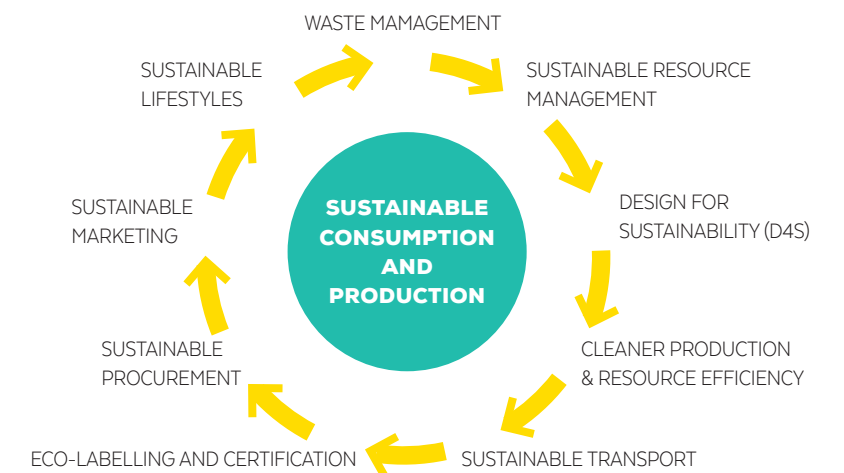 WASTE MAMAGEMENT
SUSTAINABLE RESOURCE
MANAGEMENT
DESIGN FOR
SUSTAINABILITY (D4S)
CLEANER PRODUCTION
& RESOURCE EFFICIENCY
SUSTAINABLE TRANSPORT
ECO-LABELLING AND CERTIFICATION
SUSTAINABLE
PROCUREMENT
SUSTAINABLE
MARKETING
SUSTAINABLE
LIFESTYLES
SUSTAINABLE
CONSUMPTION
AND
PRODUCTION